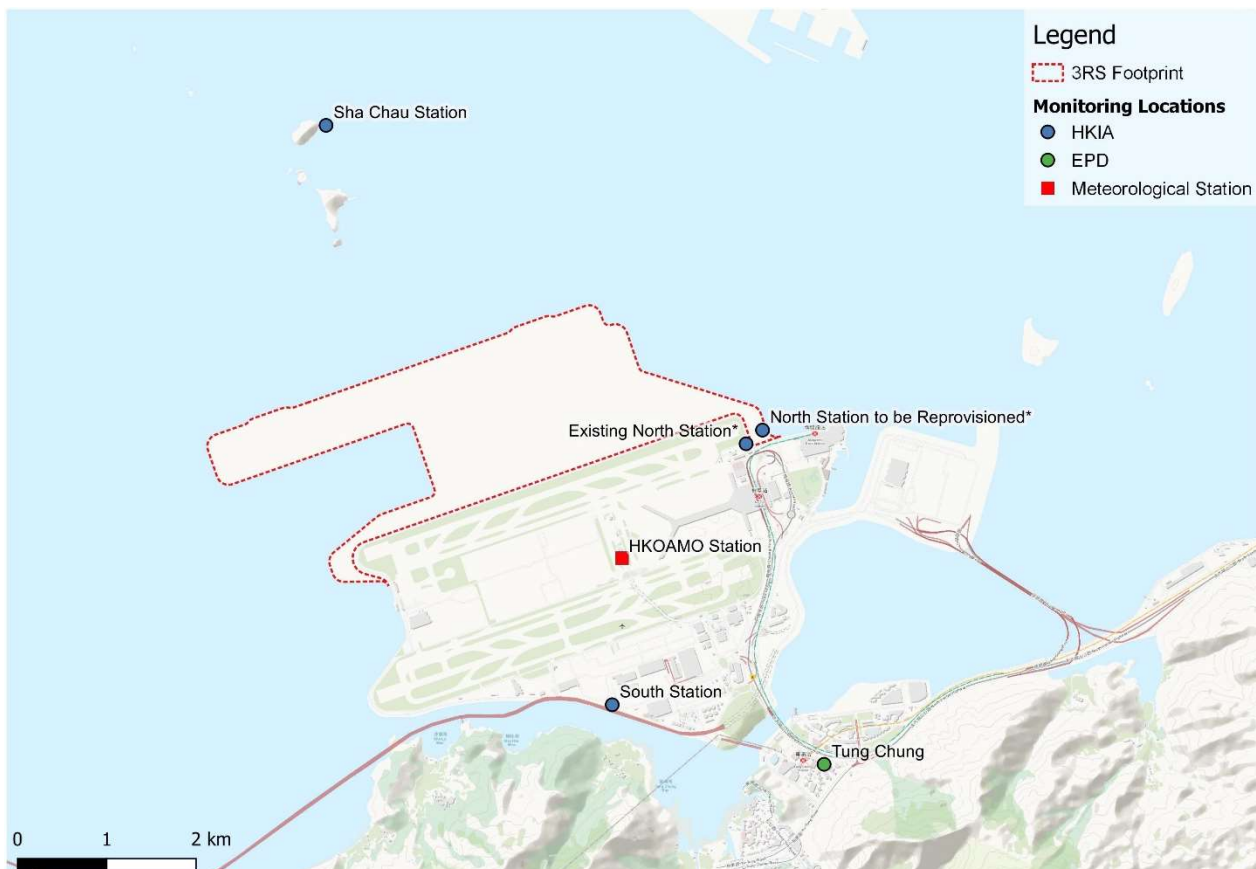 Legend
3RS Footprint
Monitoring Locations
HKIA
EPD
Meteorological Station
Sha Chau Station
North Station to be Reprovisioned*
Existing North Station*
HKOAMO Station
South Station
Tung Chung
0 1 2 km